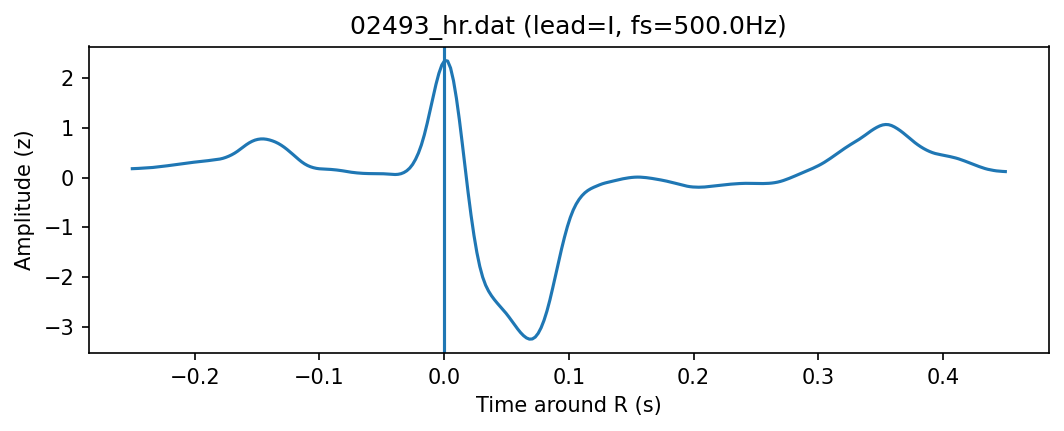 02493_hr.dat (lead=I, fs=500.0Hz)
Amplitude (z)
2
1
0
−1
−2
−3
−0.2 −0.1 0.0 0.1 0.2 0.3 0.4
Time around R (s)